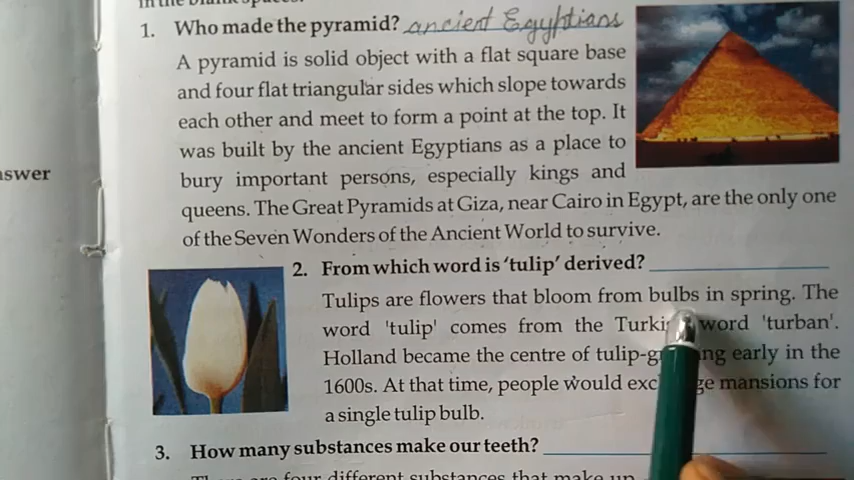 1. Who made the pyramid? ancient Egyptians
A pyramid is solid object with a flat square base
and four flat triangular sides which slope towards
each other and meet to form a point at the top. It
was built by the ancient Egyptians as a place to
bury important persons, especially kings and
queens. The Great Pyramids at Giza, near Cairo in Egypt, are the only one
of the Seven Wonders of the Ancient World to survive.
2. From which word is 'tulip' derived?
Tulips are flowers that bloom from bulbs in spring. The
word 'tulip' comes from the word 'turban'.
Holland became the centre of early in the
1600s. At that time, people would mansions for
a single tulip bulb.
3. How many substances make our teeth?
four different substances that make up